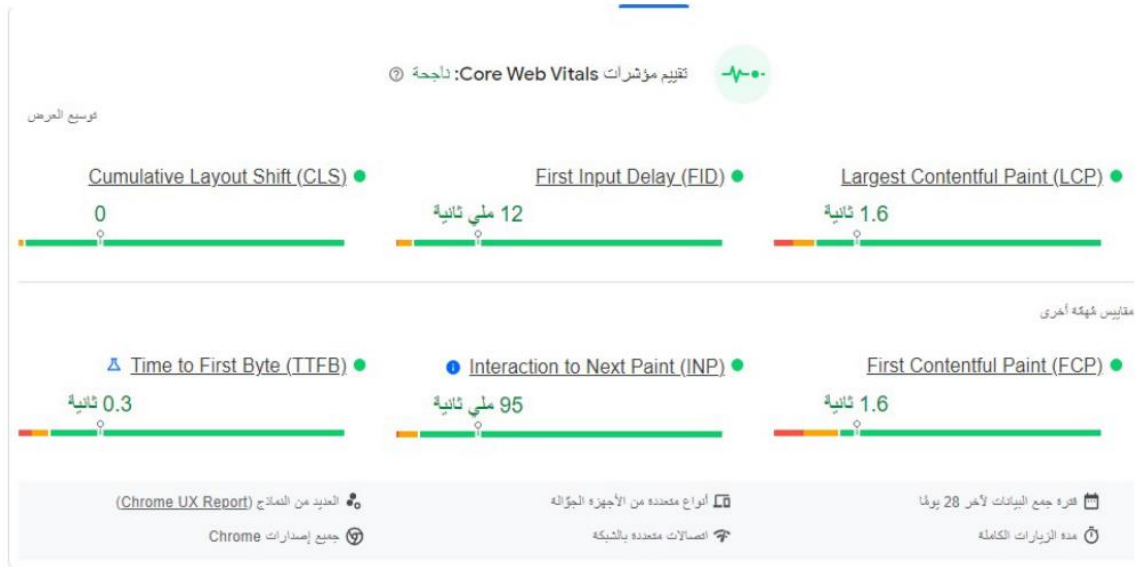 تقييم مؤشرات Core Web Vitals: ناجحة
توسيع العرض
Largest Contentful Paint (LCP)
1.6 ثانية
First Input Delay (FID)
12 ملي ثانية
Cumulative Layout Shift (CLS)
0
مقاييس مُهمّة أخرى
First Contentful Paint (FCP)
1.6 ثانية
Interaction to Next Paint (INP)
95 ملي ثانية
Time to First Byte (TTFB)
0.3 ثانية
فترة جمع البيانات لآخر 28 يومًا
أنواع متعددة من الأجهزة الجوّالة
العديد من النماذج (Chrome UX Report)
مدة الزيارات الكاملة
اتصالات متعددة بالشبكة
جميع إصدارات Chrome